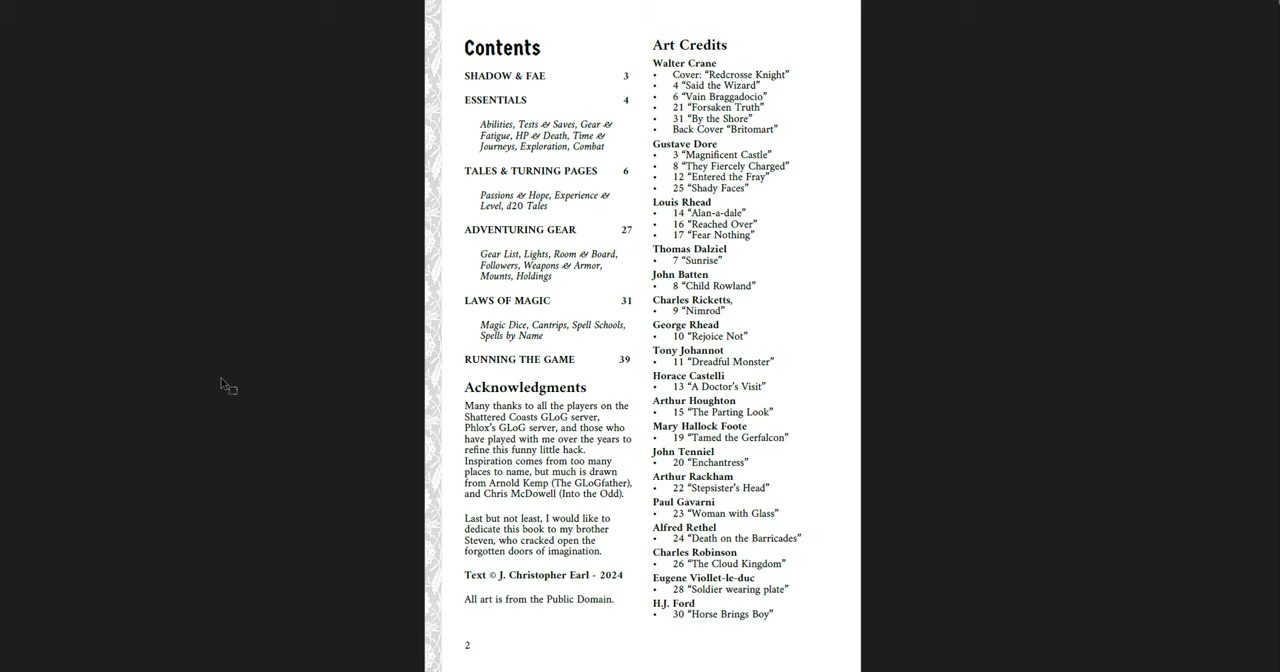 Contents
SHADOW & FAE 3
ESSENTIALS 4
Abilities, Tests & Saves, Gear &
Fatigue, HP & Death, Time &
Journeys, Exploration, Combat
TALES & TURNING PAGES 6
Passions & Hope, Experience &
Level, d20 Tales
ADVENTURING GEAR 27
Gear List, Lights, Room & Board,
Followers, Weapons & Armor,
Mounts, Holdings
LAWS OF MAGIC 31
Magic Dice, Cantrips, Spell Schools,
Spells by Name
RUNNING THE GAME 39
Acknowledgments
Many thanks to all the players on the
Shattered Coasts GLoG server,
Phlox’s GLoG server, and those who
have played with me over the years to
refine this funny little hack.
Inspiration comes from too many
places to name, but much is drawn
from Arnold Kemp (The GLoGfather),
and Chris McDowell (Into the Odd).
Last but not least, I would like to
dedicate this book to my brother
Steven, who cracked open the
forgotten doors of imagination.
Text © J. Christopher Earl - 2024
All art is from the Public Domain.
2
Art Credits
Walter Crane
• Cover: “Redcrosse Knight”
• 4 “Said the Wizard”
• 6 “Vain Braggadocio”
• 21 “Forsaken Truth”
• 31 “By the Shore”
• Back Cover “Britomart”
Gustave Dore
• 3 “Magnificent Castle”
• 8 “They Fiercely Charged”
• 12 “Entered the Fray”
• 25 “Shady Faces”
Louis Rhead
• 14 “Alan-a-dale”
• 16 “Reached Over”
• 17 “Fear Nothing”
Thomas Dalziel
• 7 “Sunrise”
John Batten
• 8 “Child Rowland”
Charles Ricketts,
• 9 “Nimrod”
George Rhead
• 10 “Rejoice Not”
Tony Johannot
• 11 “Dreadful Monster”
Horace Castelli
• 13 “A Doctor’s Visit”
Arthur Houghton
• 15 “The Parting Look”
Mary Hallock Foote
• 19 “Tamed the Gerfalcon”
John Tenniel
• 20 “Enchantress”
Arthur Rackham
• 22 “Stepsister’s Head”
Paul Gavarni
• 23 “Woman with Glass”
Alfred Rethel
• 24 “Death on the Barricades”
Charles Robinson
• 26 “The Cloud Kingdom”
Eugene Viollet-le-duc
• 28 “Soldier wearing plate”
H.J. Ford
• 30 “Horse Brings Boy”